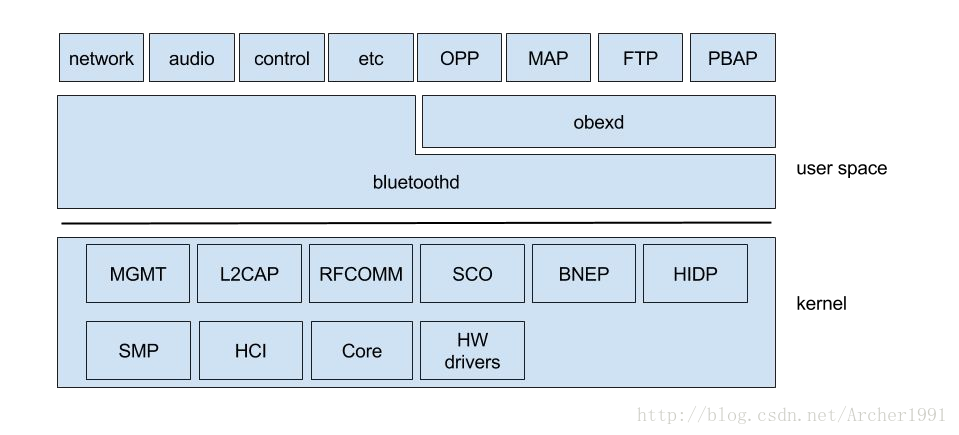 network audio control etc OPP MAP FTP PBAP
obexd
user space
bluetoothd
MGMT L2CAP RFCOMM SCO BNEP HIDP
kernel
SMP HCI Core HW
drivers
http://blog.csdn.net/Archer1991